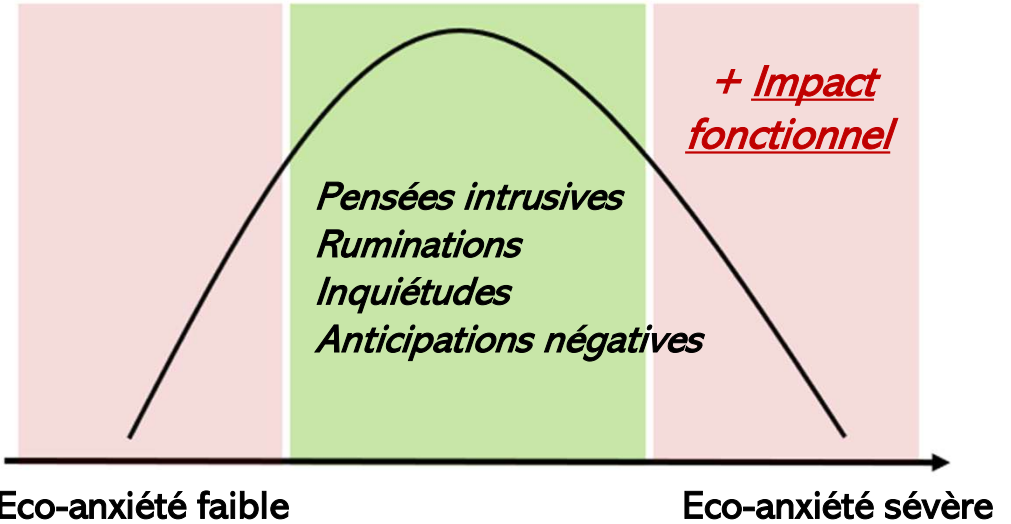 + Impact
fonctionnel
Pensées intrusives
Ruminations
Inquiétudes
Anticipations négatives
Eco-anxiété faible
Eco-anxiété sévère